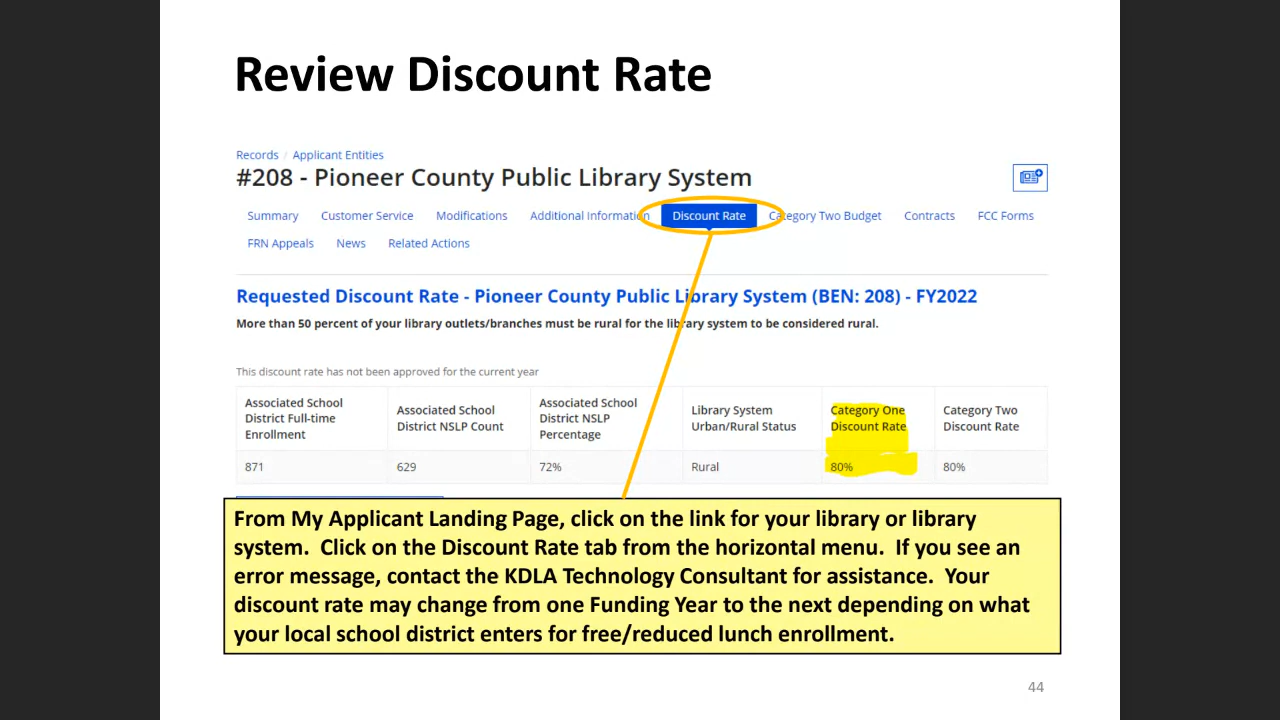 Review Discount Rate
Records / Applicant Entities
#208 - Pioneer County Public Library System
Summary Customer Service Modifications Additional Information Discount Rate Category Two Budget Contracts FCC Forms
FRN Appeals News Related Actions
Requested Discount Rate - Pioneer County Public Library System (BEN: 208) - FY2022
More than 50 percent of your library outlets/branches must be rural for the library system to be considered rural.
This discount rate has not been approved for the current year
Associated School District Full-time Enrollment
Associated School District NSLP Count
Associated School District NSLP Percentage
Library System Urban/Rural Status
Category One Discount Rate
Category Two Discount Rate
871 629 72% Rural 80% 80%
From My Applicant Landing Page, click on the link for your library or library
system.  Click on the Discount Rate tab from the horizontal menu.  If you see an
error message, contact the KDLA Technology Consultant for assistance.  Your
discount rate may change from one Funding Year to the next depending on what
your local school district enters for free/reduced lunch enrollment.
44